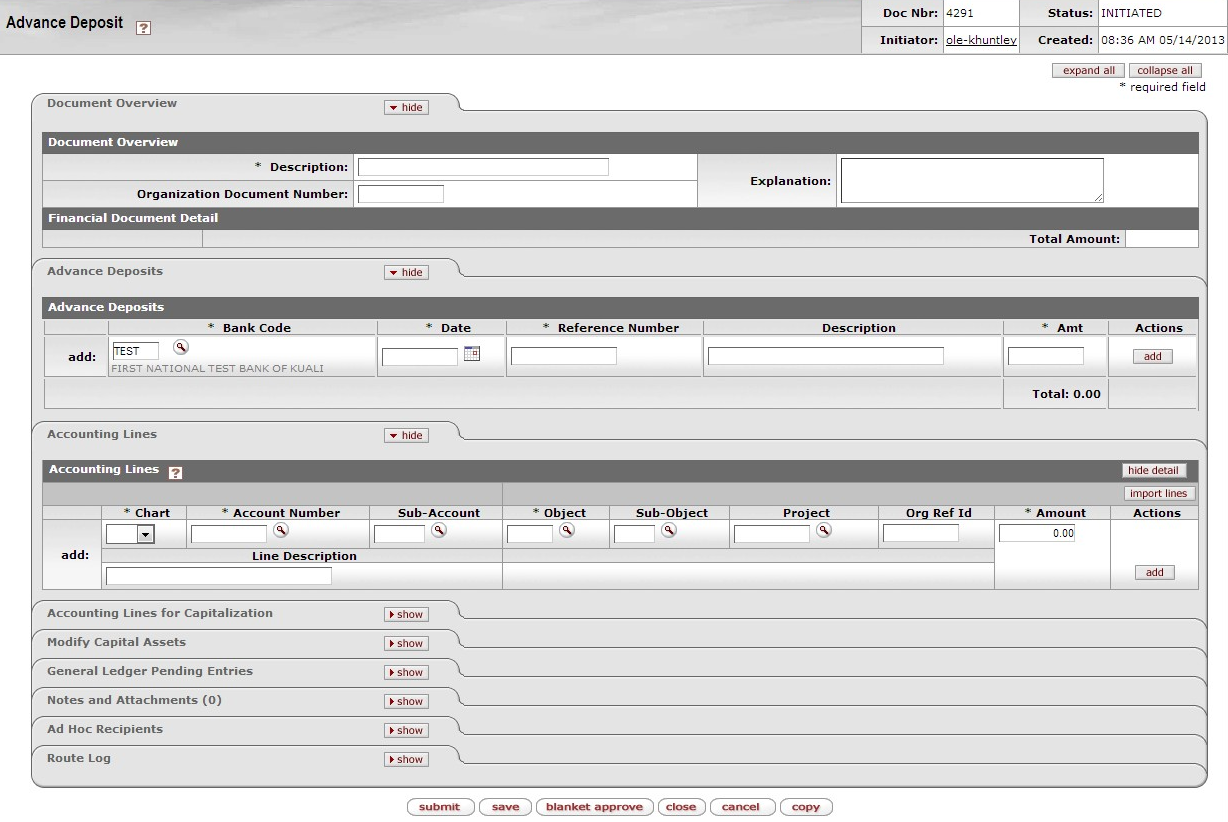 Advance Deposit ?
Doc Nbr: 4291 Status: INITIATED
Initiator: ole-khuntley Created: 08:36 AM 05/14/2013
expand all collapse all
* required field
Document Overview hide
Document Overview
* Description: Explanation:
Organization Document Number:
Financial Document Detail
Total Amount:
Advance Deposits hide
Advance Deposits
* Bank Code * Date * Reference Number Description * Amt Actions
add: TEST add
FIRST NATIONAL TEST BANK OF KUALI
Total: 0.00
Accounting Lines hide
Accounting Lines ? hide detail
import lines
* Chart * Account Number Sub-Account * Object Sub-Object Project Org Ref Id * Amount Actions
0.00
add: Line Description
add
Accounting Lines for Capitalization show
Modify Capital Assets show
General Ledger Pending Entries show
Notes and Attachments (0) show
Ad Hoc Recipients show
Route Log show
submit save blanket approve close cancel copy